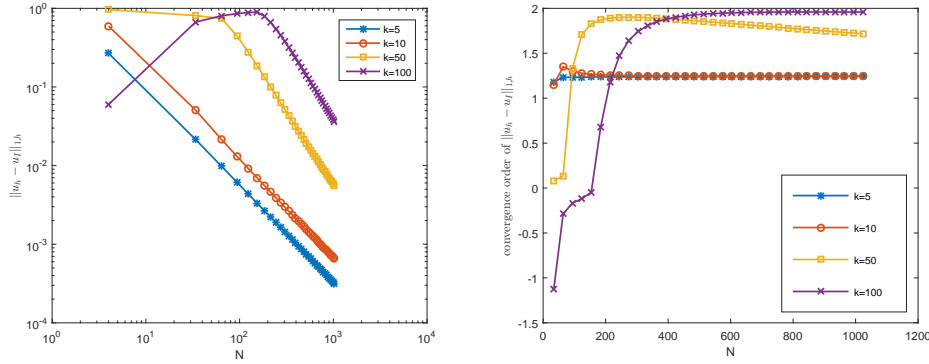 10^0
10^-1
10^-2
10^-3
10^-4
10^0
10^1
10^2
10^3
10^4
N
||u_h − u_I||_{1,h}
k=5
k=10
k=50
k=100
2
1.5
1
0.5
0
-0.5
-1
-1.5
0
200
400
600
800
1000
1200
N
convergence order of ||u_h − u_I||_{1,h}
k=5
k=10
k=50
k=100